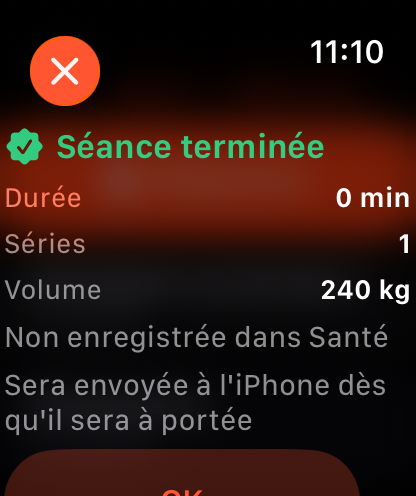 11:10
Séance terminée
Durée 0 min
Séries 1
Volume 240 kg
Non enregistrée dans Santé
Sera envoyée à l'iPhone dès
qu'il sera à portée
OK